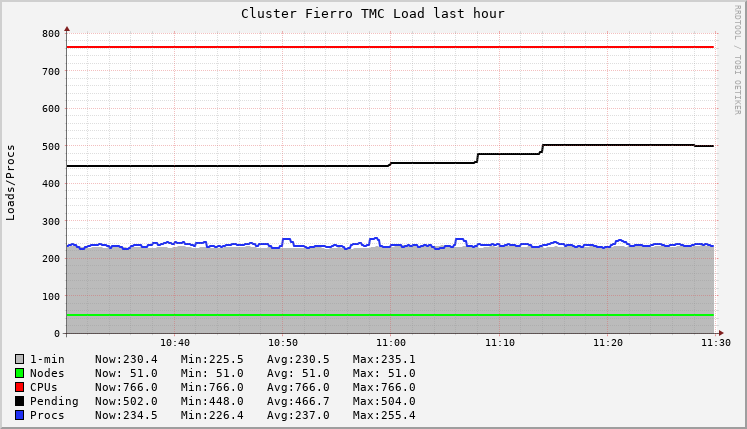 Cluster Fierro TMC Load last hour
RRDTOOL / TOBI OETIKER
Loads/Procs
800
700
600
500
400
300
200
100
0
10:40 10:50 11:00 11:10 11:20 11:30
1-min Now:230.4 Min:225.5 Avg:230.5 Max:235.1
Nodes Now: 51.0 Min: 51.0 Avg: 51.0 Max: 51.0
CPUs Now:766.0 Min:766.0 Avg:766.0 Max:766.0
Pending Now:502.0 Min:448.0 Avg:466.7 Max:504.0
Procs Now:234.5 Min:226.4 Avg:237.0 Max:255.4